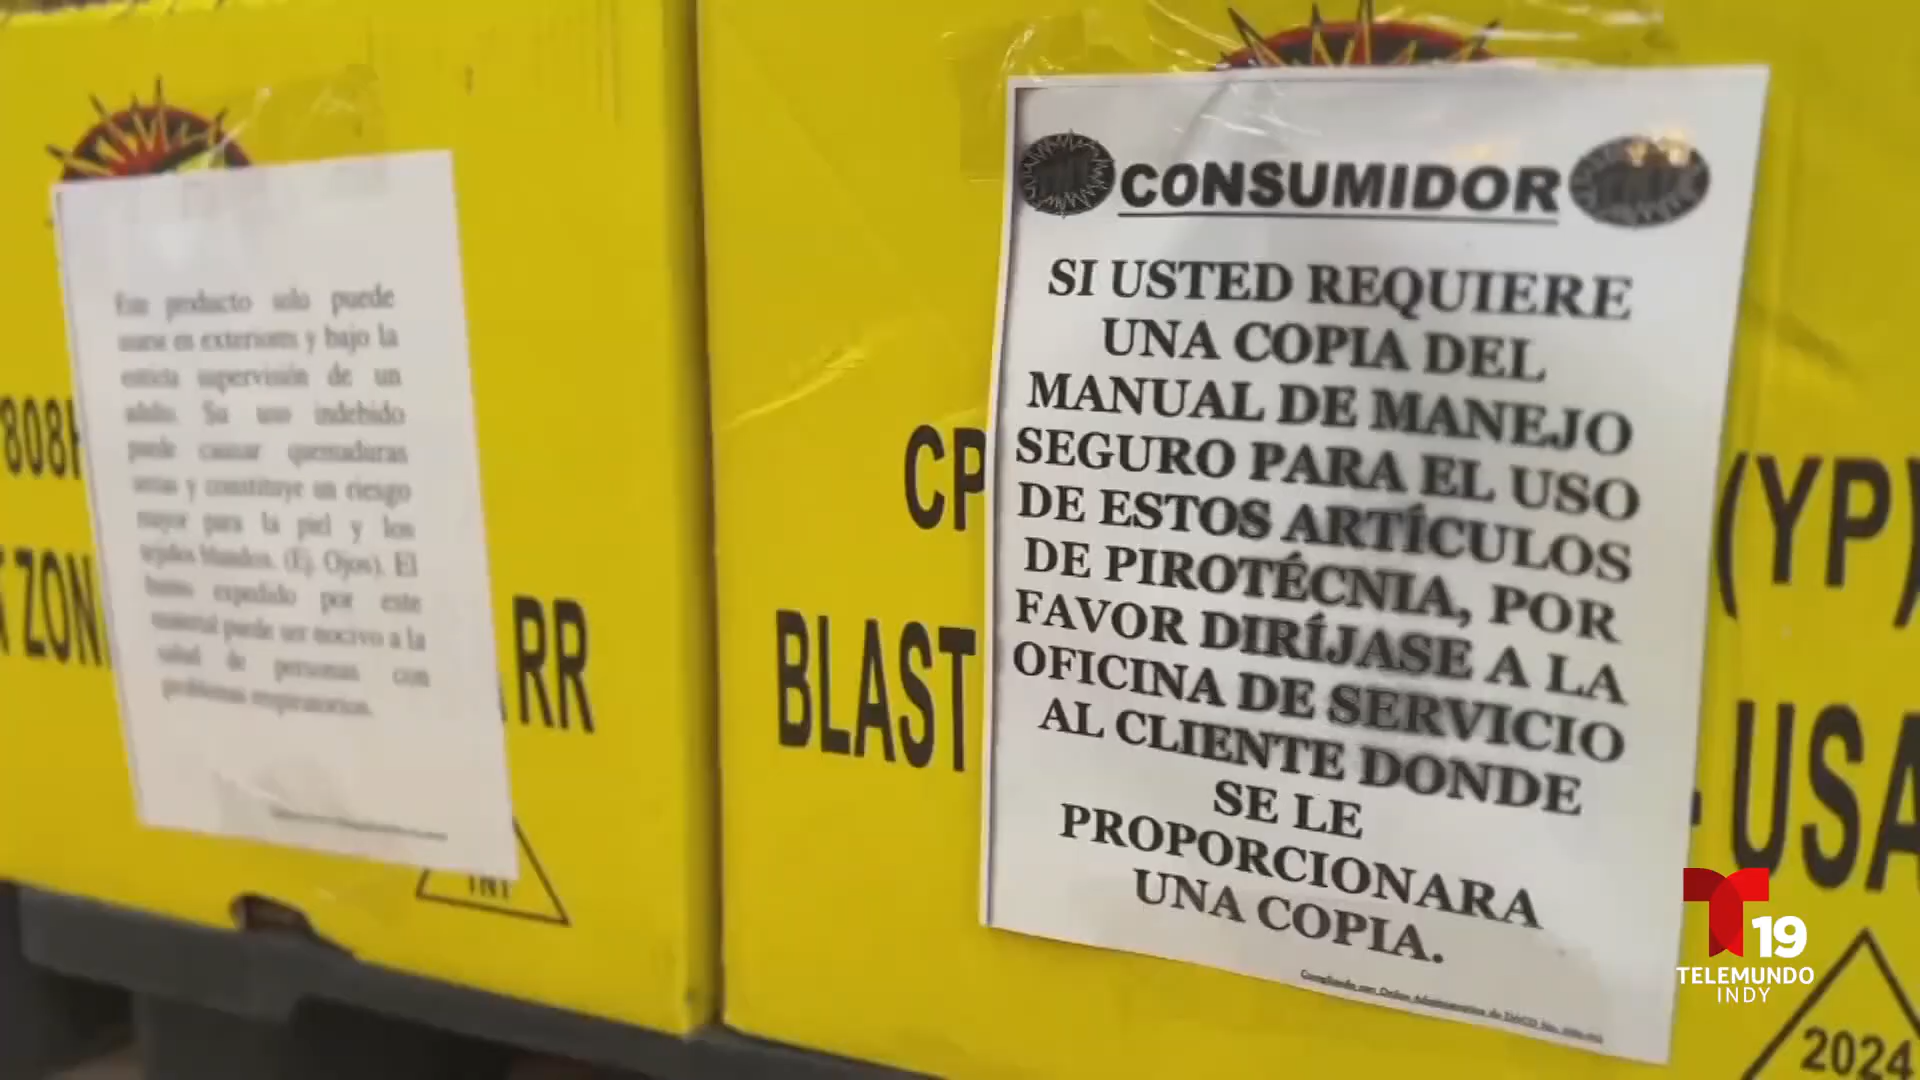 Este producto solo puede
usarse en exteriores y bajo la
estricta supervisión de un
adulto. Su uso indebido
puede causar quemaduras
serias y constituye un riesgo
mayor para la piel y los
tejidos blandos. (Ej. Ojos). El
humo expedido por este
material puede ser nocivo a la
salud de personas con
problemas respiratorios.
808
ZON
RR
TNT
CONSUMIDOR
SI USTED REQUIERE
UNA COPIA DEL
MANUAL DE MANEJO
SEGURO PARA EL USO
DE ESTOS ARTÍCULOS
DE PIROTÉCNIA, POR
FAVOR DIRÍJASE A LA
OFICINA DE SERVICIO
AL CLIENTE DONDE
SE LE
PROPORCIONARA
UNA COPIA.
CP
(YP)
BLAST
- USA
2024
19
TELEMUNDO
INDY